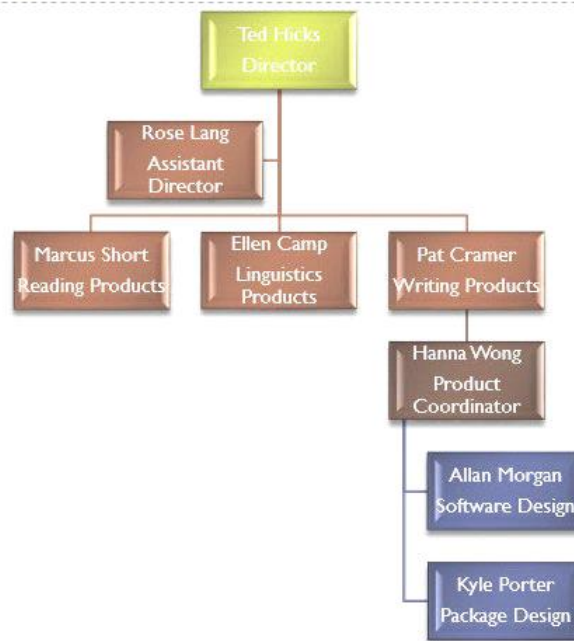 Ted Hicks
Director
Rose Lang
Assistant
Director
Marcus Short
Reading Products
Ellen Camp
Linguistics
Products
Pat Cramer
Writing Products
Hanna Wong
Product
Coordinator
Allan Morgan
Software Design
Kyle Porter
Package Design